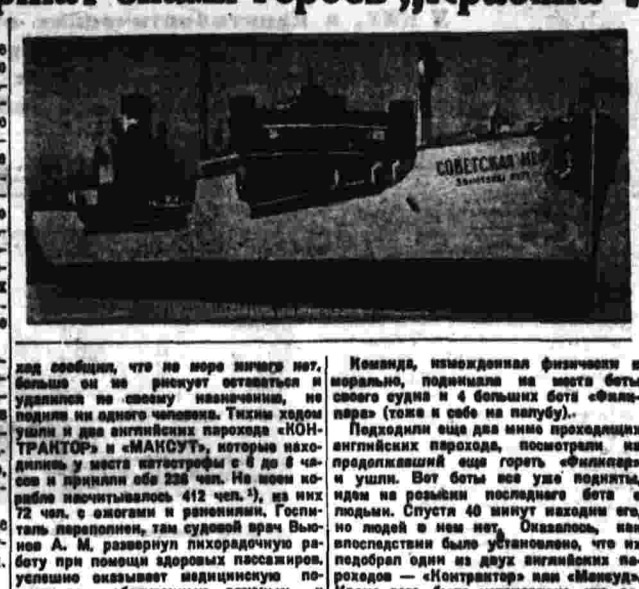 СОВЕТСКАЯ
ход сообщил, что на море ничего нет,
больше он не рискует оставаться и
удалился по своему назначению, не
подняв ни одного человека. Тихим ходом
ушли и два английских парохода «КОН-
ТРАКТОР» и «МАКСУТ», которые нахо-
дились у места катастрофы с 6 до 8 ча-
сов и приняли оба 236 чел. На моем ко-
рабле насчитывалось 412 чел. ¹), из них
72 чел. с ожогами и ранениями. Госпи-
таль переполнен, там судовой врач Вью-
нов А. М. развернул лихорадочную ра-
боту при помощи здоровых пассажиров,
успешно оказывает медицинскую по-
Команда, изможденная физически и
морально, поднимала на места боты
своего судна и 4 больших бота «Фили-
пара» (тоже к себе на палубу).
Подходили еще два мимо проходящих
английских парохода, посмотрели на
продолжавший еще гореть «Филипар»
и ушли. Вот боты все уже подняты,
идем на розыски последнего бота с
людьми. Спустя 40 минут находим его,
но людей в нем нет. Оказалось, как
впоследствии было установлено, что их
подобрал один из двух английских па-
роходов — «Контрактор» или «Максуд».